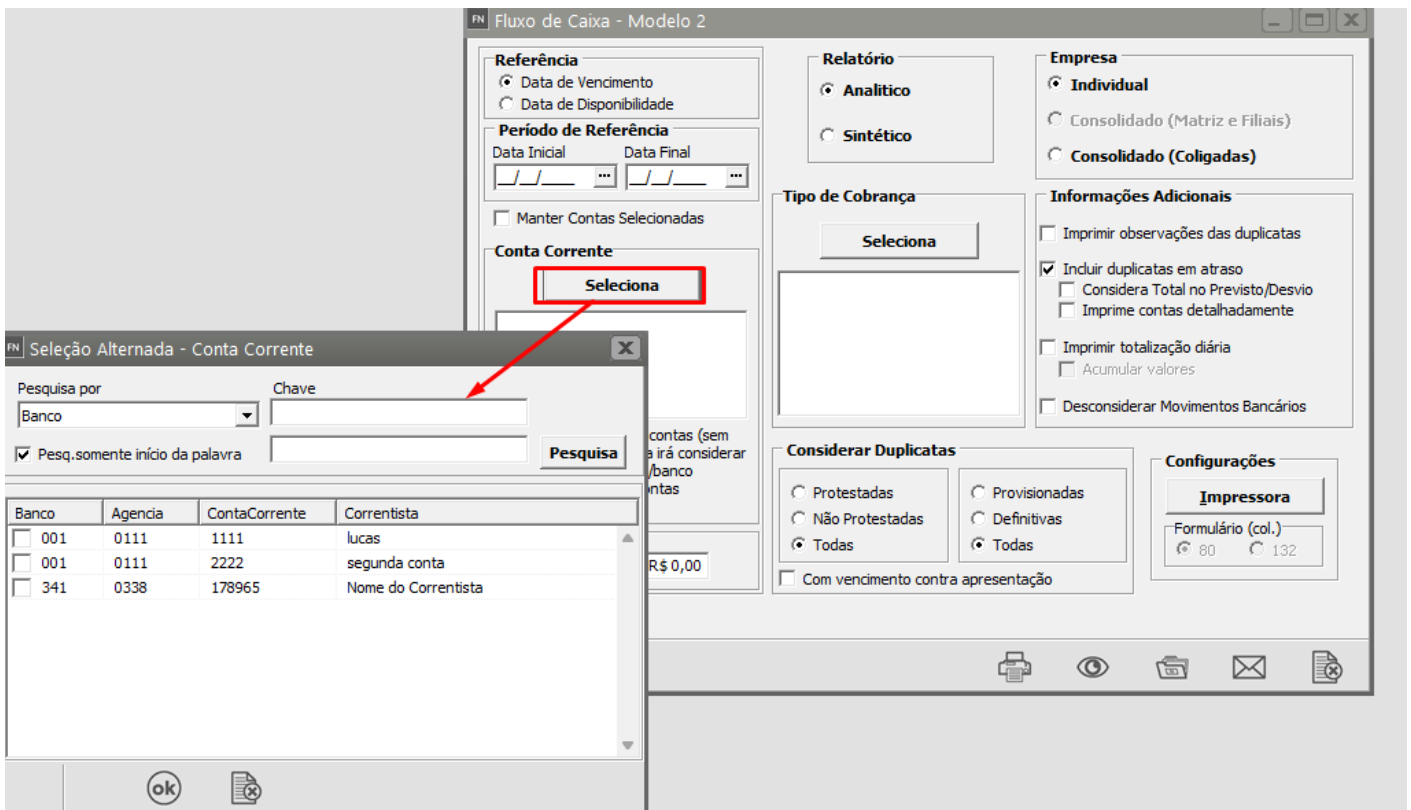 FN Fluxo de Caixa - Modelo 2
Referência
Data de Vencimento
Data de Disponibilidade
Período de Referência
Data Inicial Data Final
__/__/____ ... __/__/____ ...
Manter Contas Selecionadas
Conta Corrente
Seleciona
contas (sem
irá considerar
/banco
R$ 0,00
Relatório
Analitico
Sintético
Empresa
Individual
Consolidado (Matriz e Filiais)
Consolidado (Coligadas)
Tipo de Cobrança
Seleciona
Informações Adicionais
Imprimir observações das duplicatas
Incluir duplicatas em atraso
Considera Total no Previsto/Desvio
Imprime contas detalhadamente
Imprimir totalização diária
Acumular valores
Desconsiderar Movimentos Bancários
Considerar Duplicatas
Protestadas
Não Protestadas
Todas
Provisionadas
Definitivas
Todas
Com vencimento contra apresentação
Configurações
Impressora
Formulário (col.)
80 132
FN Seleção Alternada - Conta Corrente
Pesquisa por Chave
Banco
Pesq.somente início da palavra Pesquisa
Banco Agencia ContaCorrente Correntista
001 0111 1111 lucas
001 0111 2222 segunda conta
341 0338 178965 Nome do Correntista
ok